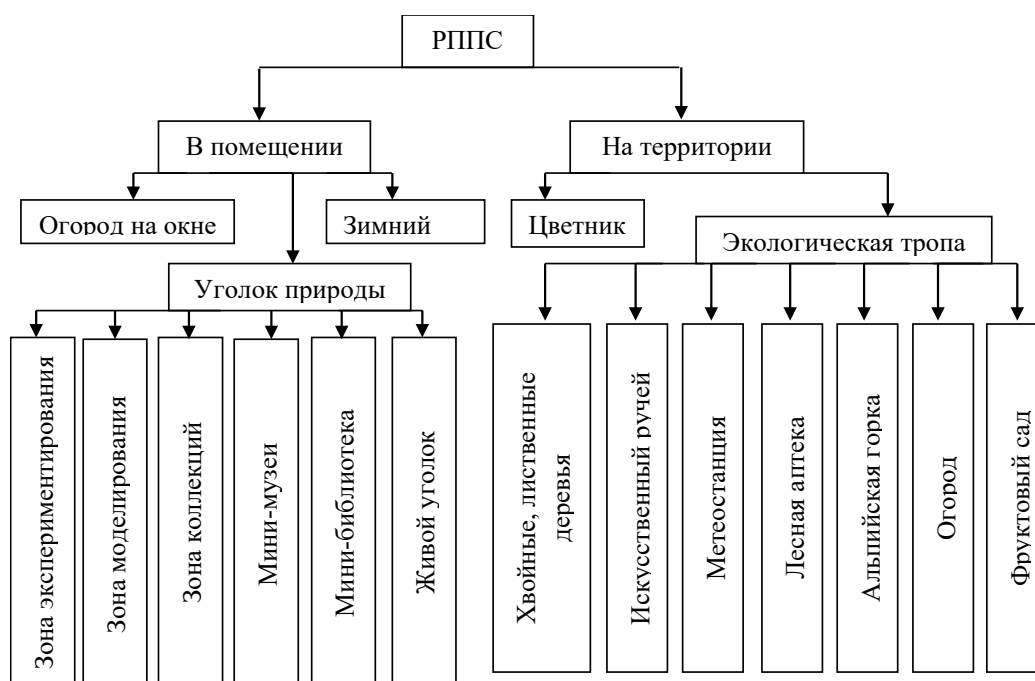 РППС
В помещении
На территории
Огород на окне
Зимний
Цветник
Экологическая тропа
Уголок природы
Зона экспериментирования
Зона моделирования
Зона коллекций
Мини-музеи
Мини-библиотека
Живой уголок
Хвойные, лиственные
деревья
Искусственный ручей
Метеостанция
Лесная аптека
Альпийская горка
Огород
Фруктовый сад